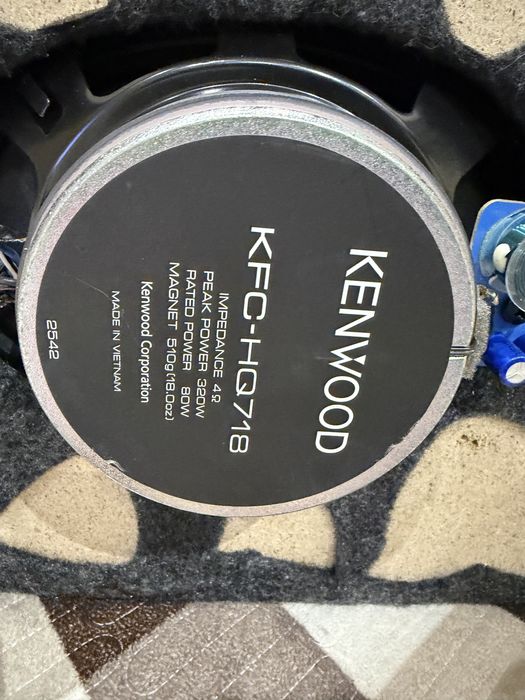 KENWOOD
KFC-HQ718
IMPEDANCE 4Ω
PEAK POWER 320W
RATED POWER 80W
MAGNET 510g(18.0oz)
Kenwood Corporation
MADE IN VIETNAM
2542